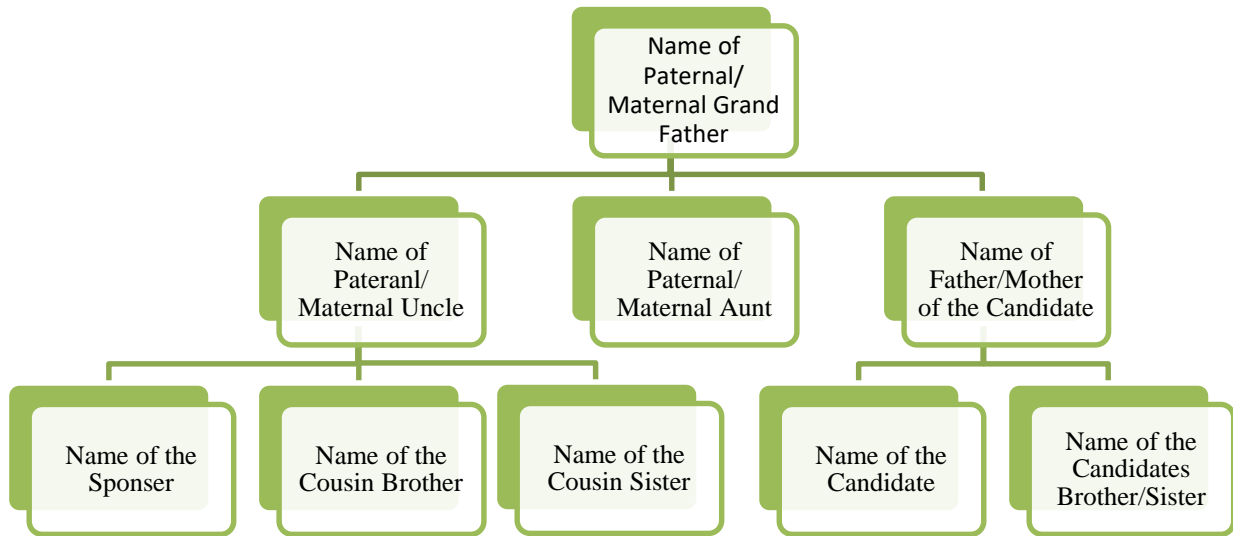 Name of
Paternal/
Maternal Grand
Father
Name of
Pateranl/
Maternal Uncle
Name of
Paternal/
Maternal Aunt
Name of
Father/Mother
of the Candidate
Name of the
Sponser
Name of the
Cousin Brother
Name of the
Cousin Sister
Name of the
Candidate
Name of the
Candidates
Brother/Sister